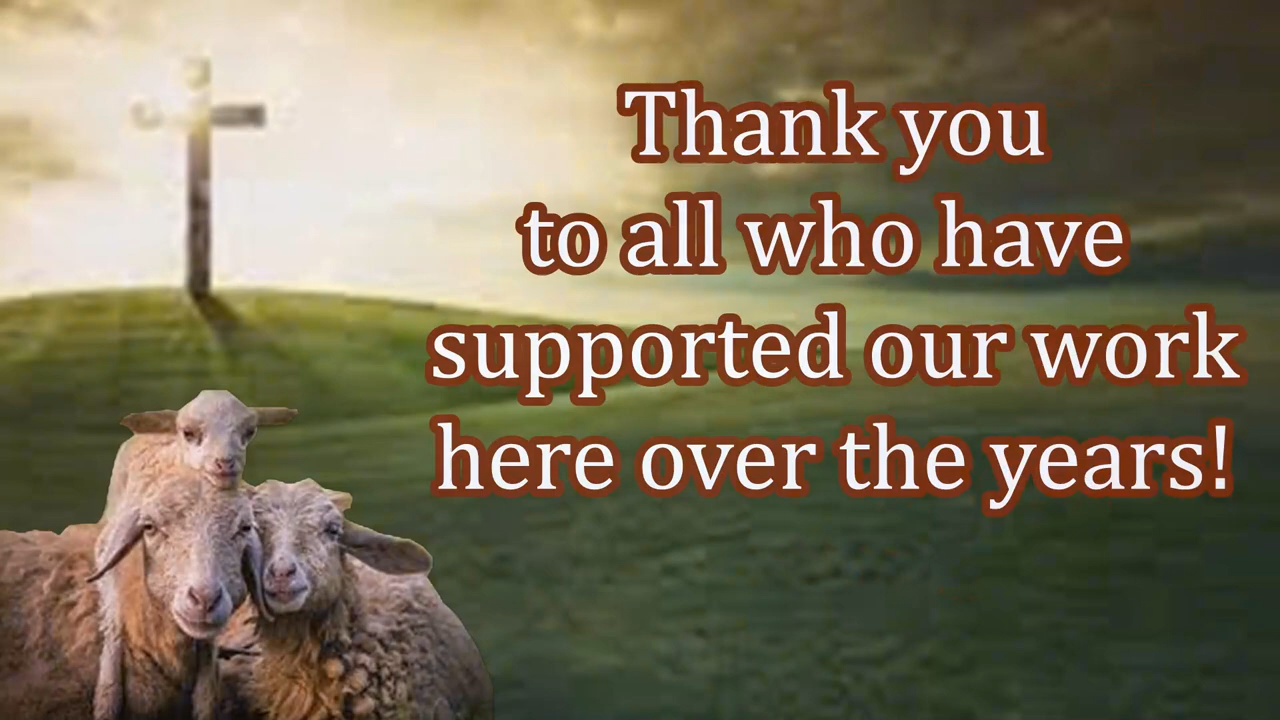 Thank you
to all who have
supported our work
here over the years!